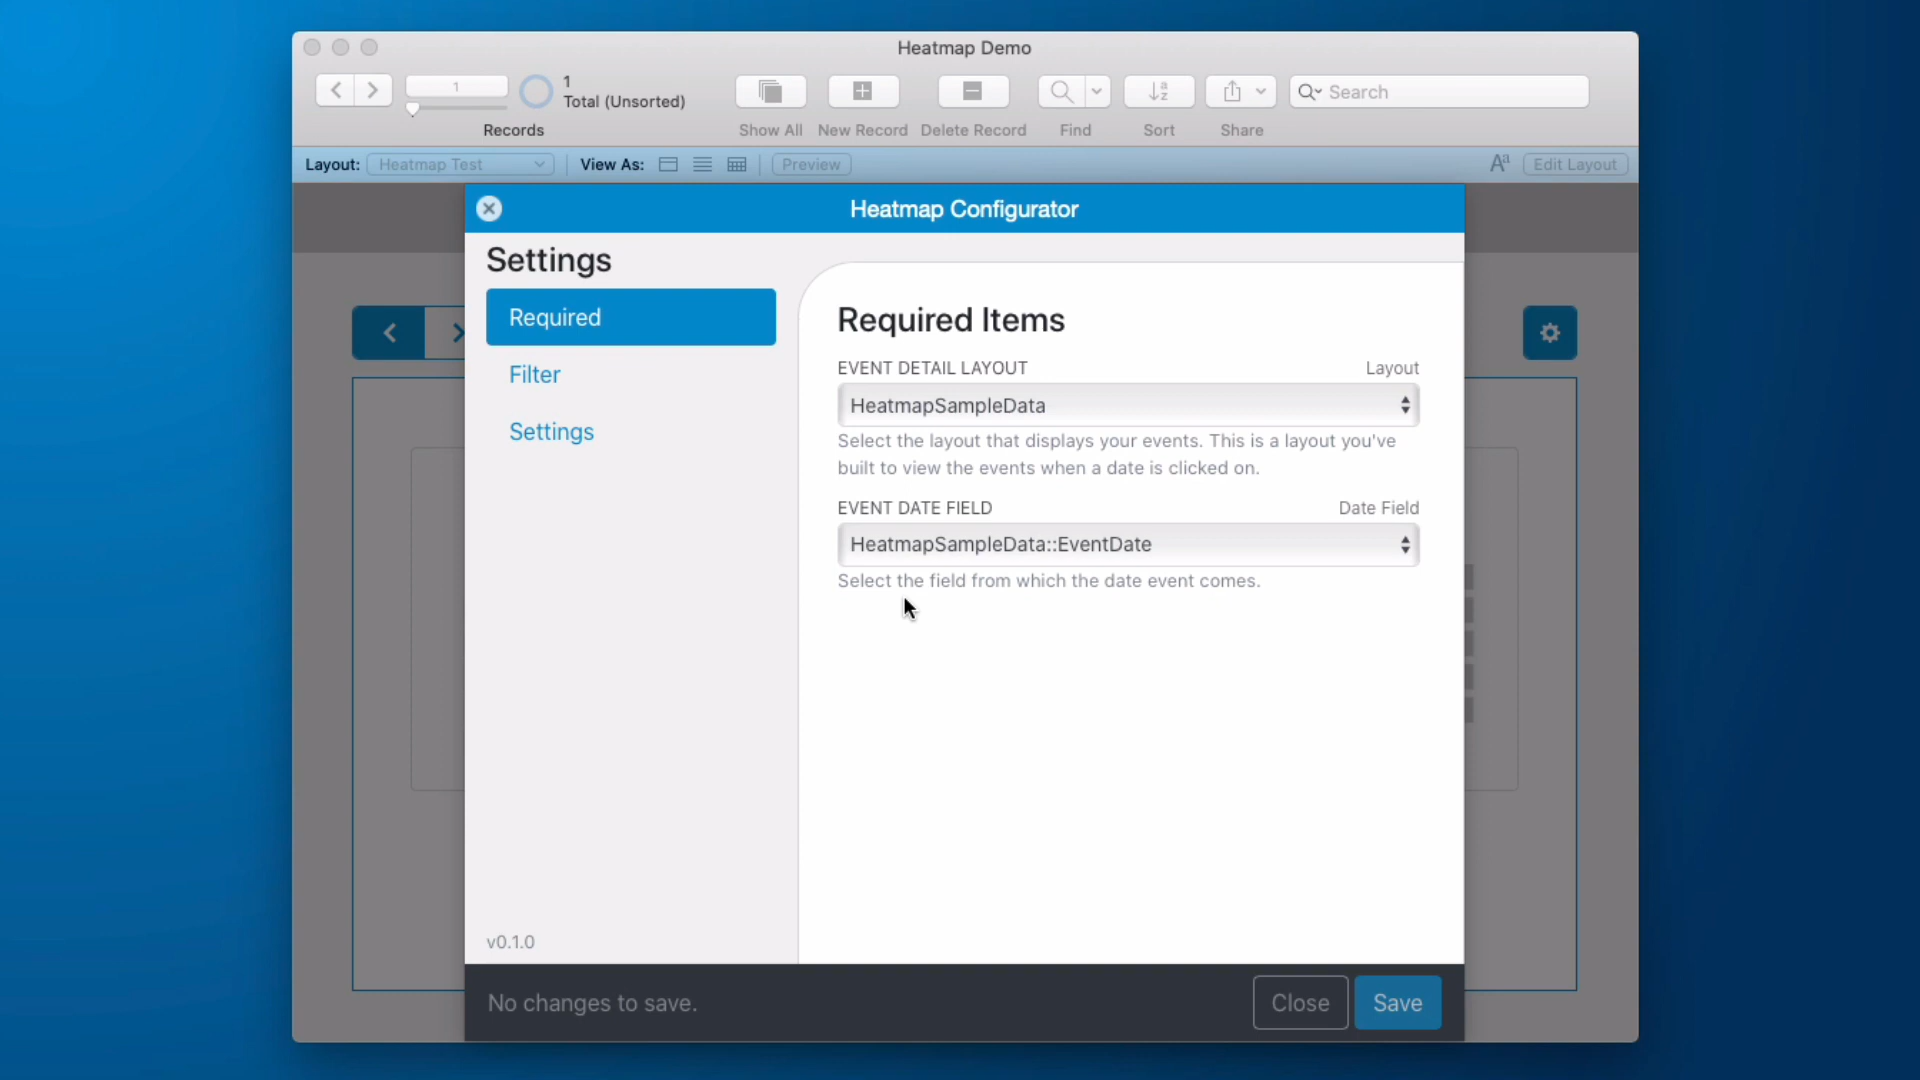 Heatmap Demo
1
1
Total (Unsorted)
Search
Records
Show All
New Record
Delete Record
Find
Sort
Share
Layout:
Heatmap Test
View As:
Preview
Aa
Edit Layout
Heatmap Configurator
Settings
Required
Filter
Settings
Required Items
EVENT DETAIL LAYOUT
Layout
HeatmapSampleData
Select the layout that displays your events. This is a layout you've
built to view the events when a date is clicked on.
EVENT DATE FIELD
Date Field
HeatmapSampleData::EventDate
Select the field from which the date event comes.
v0.1.0
No changes to save.
Close
Save